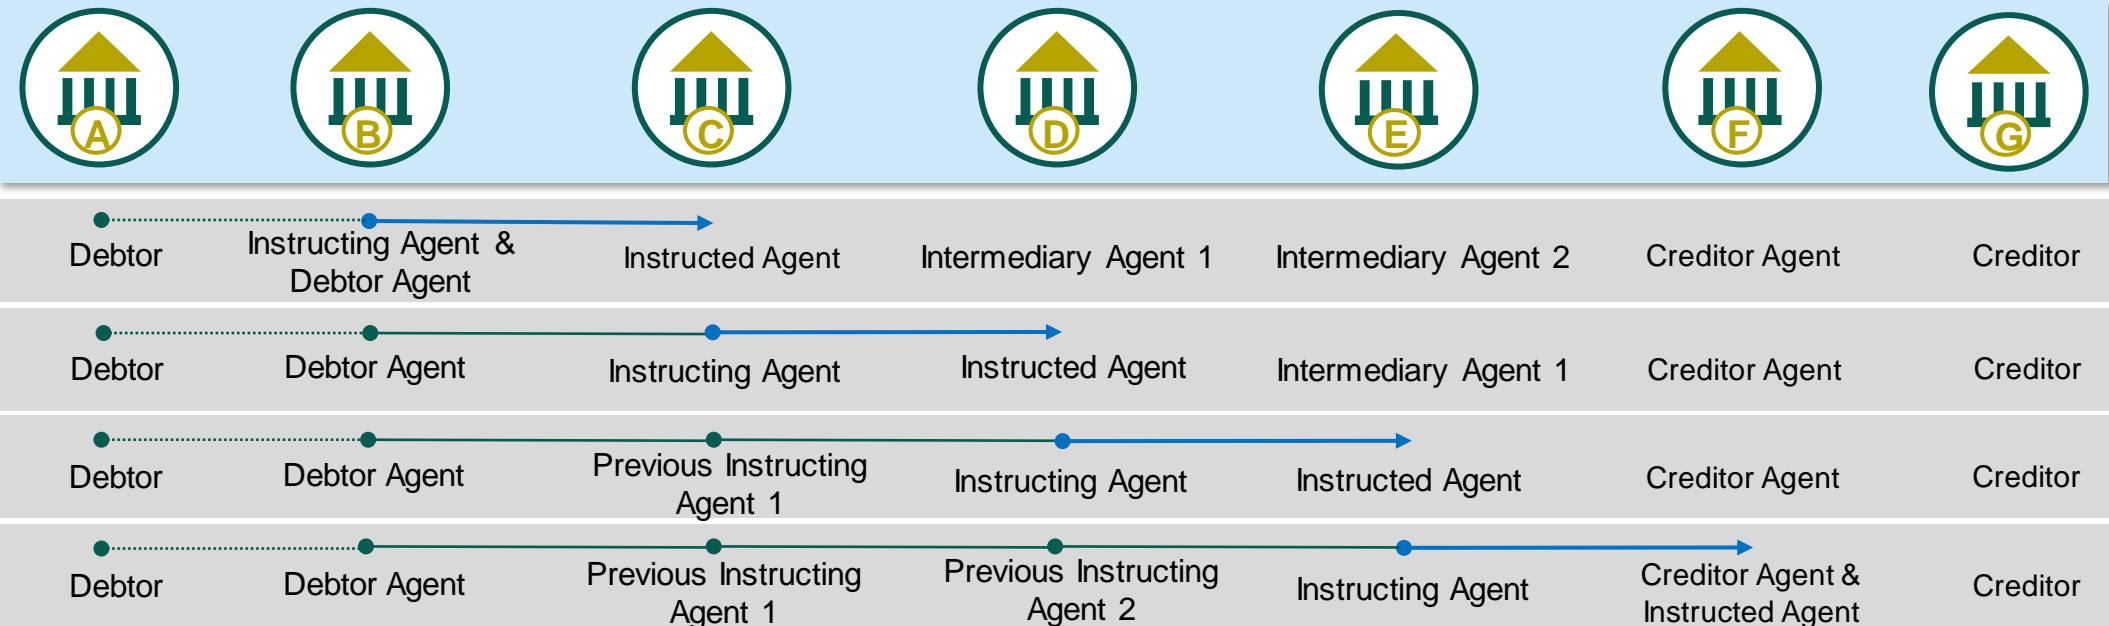 A B C D E F G
Debtor
Instructing Agent &
Debtor Agent
Instructed Agent
Intermediary Agent 1
Intermediary Agent 2
Creditor Agent
Creditor
Debtor
Debtor Agent
Instructing Agent
Instructed Agent
Intermediary Agent 1
Creditor Agent
Creditor
Debtor
Debtor Agent
Previous Instructing
Agent 1
Instructing Agent
Instructed Agent
Creditor Agent
Creditor
Debtor
Debtor Agent
Previous Instructing
Agent 1
Previous Instructing
Agent 2
Instructing Agent
Creditor Agent &
Instructed Agent
Creditor